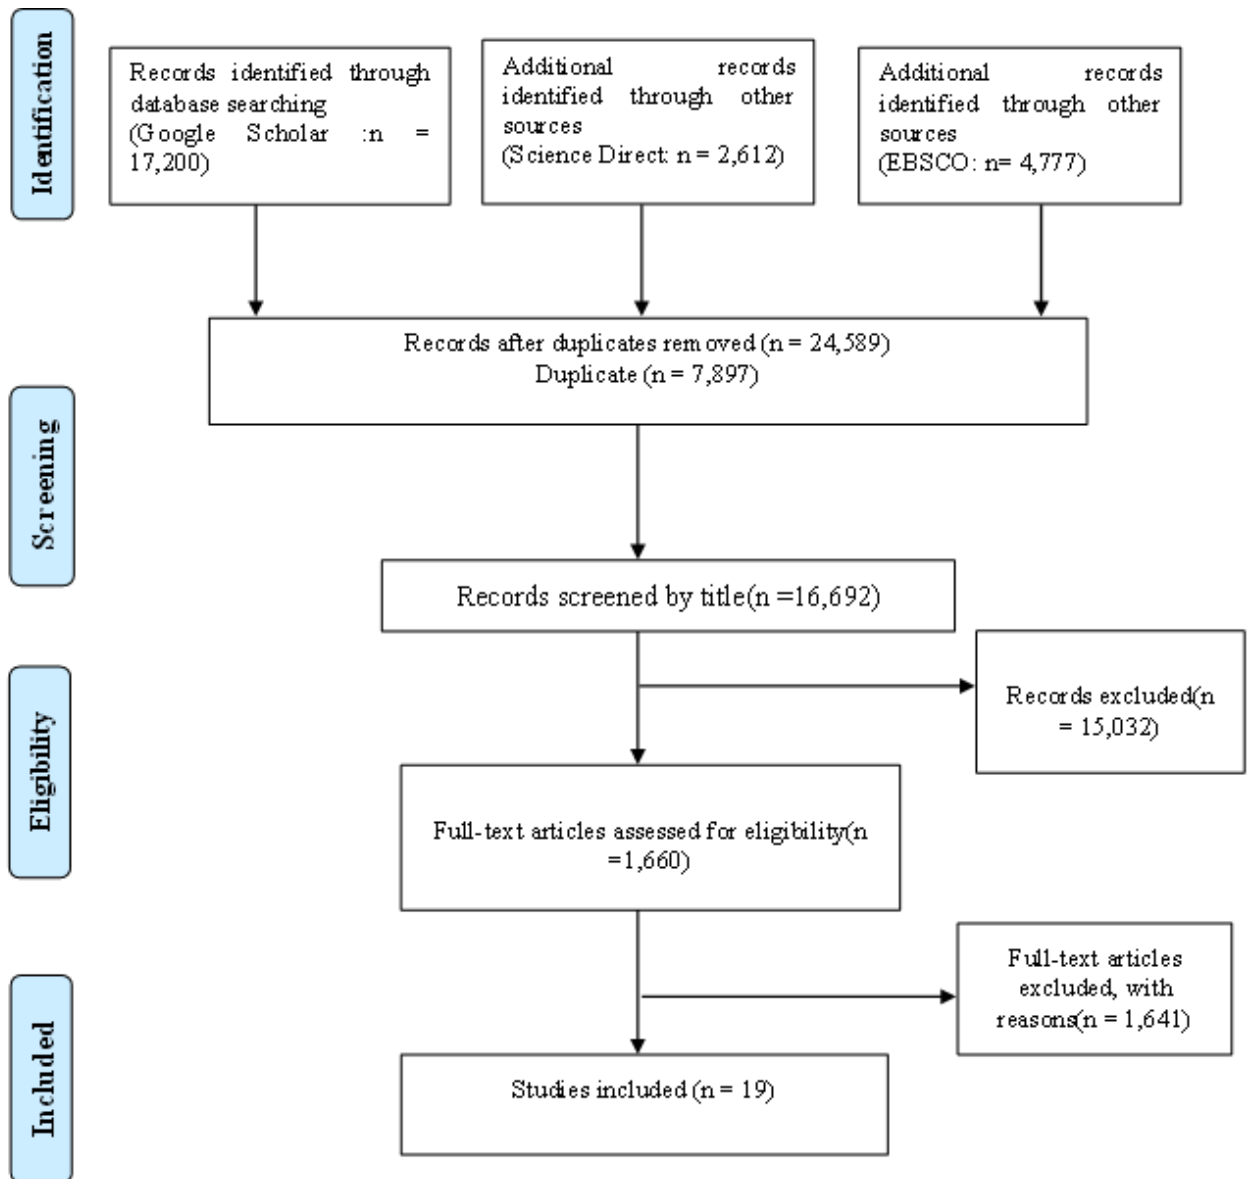 Identification
Records identified through
database searching
(Google Scholar :n =
17,200)
Additional records
identified through other
sources
(Science Direct: n = 2,612)
Additional records
identified through other
sources
(EBSCO: n= 4,777)
Records after duplicates removed (n = 24,589)
Duplicate (n = 7,897)
Screening
Records screened by title(n =16,692)
Records excluded(n
= 15,032)
Eligibility
Full-text articles assessed for eligibility(n
=1,660)
Full-text articles
excluded, with
reasons(n = 1,641)
Included
Studies included (n = 19)